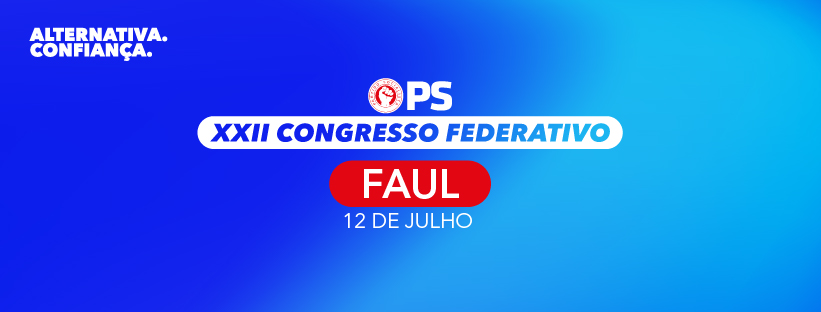 ALTERNATIVA.
CONFIANÇA.
PS
XXII CONGRESSO FEDERATIVO
FAUL
12 DE JULHO